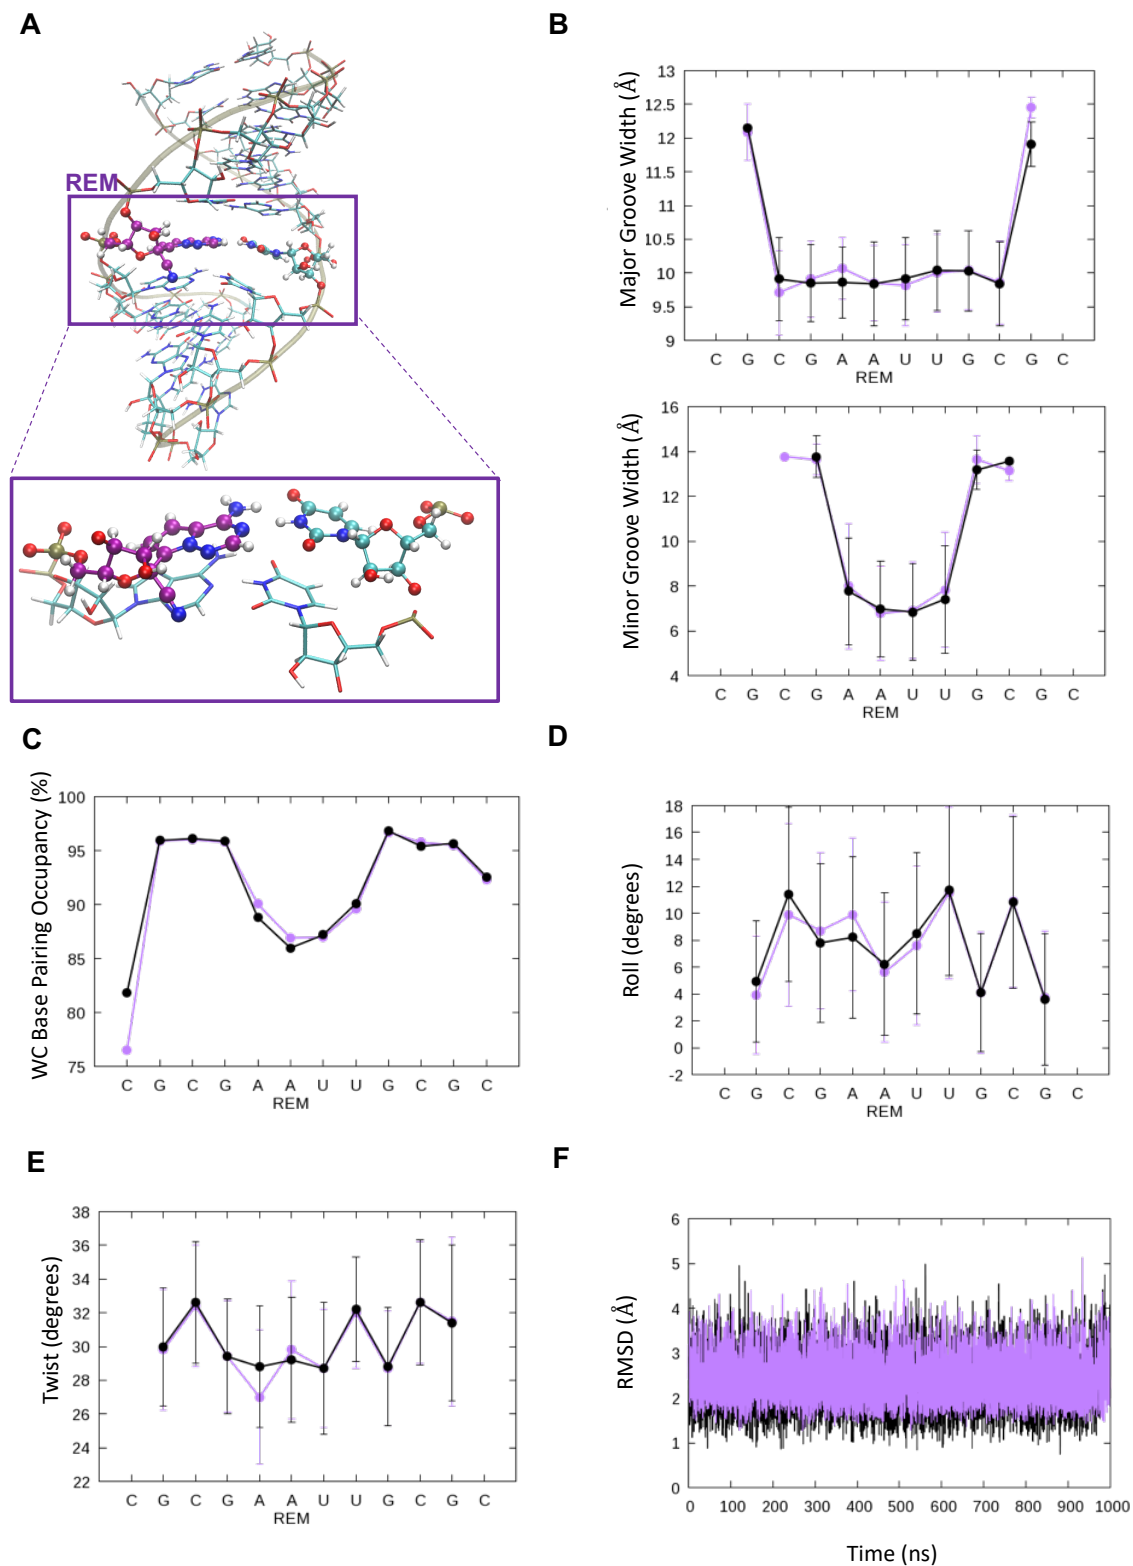 A
REM
B
Major Groove Width (Å)
13
12.5
12
11.5
11
10.5
10
9.5
9
C G C G A A U U G C G C
REM
Minor Groove Width (Å)
16
14
12
10
8
6
4
C G C G A A U U G C G C
REM
C
WC Base Pairing Occupancy (%)
100
95
90
85
80
75
C G C G A A U U G C G C
REM
D
Roll (degrees)
18
16
14
12
10
8
6
4
2
0
-2
C G C G A A U U G C G C
REM
E
Twist (degrees)
38
36
34
32
30
28
26
24
22
C G C G A A U U G C G C
REM
F
RMSD (Å)
6
5
4
3
2
1
0
0 100 200 300 400 500 600 700 800 900 1000
Time (ns)